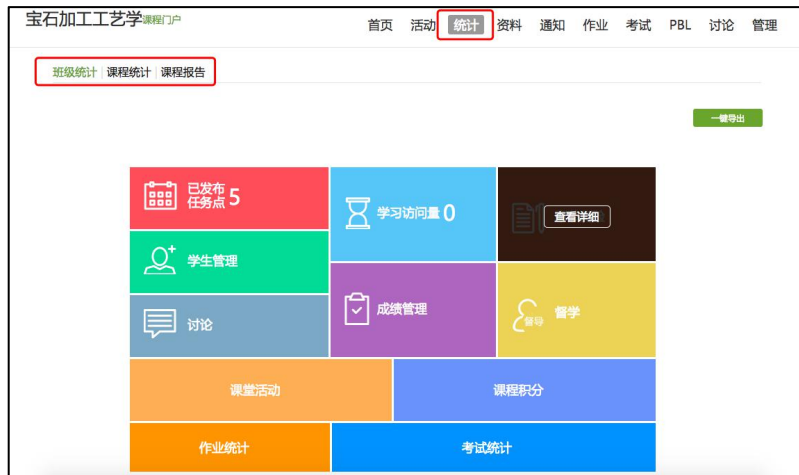 宝石加工工艺学课程门户
首页 活动 统计 资料 通知 作业 考试 PBL 讨论 管理
班级统计 课程统计 课程报告
一键导出
已发布
任务点 5
学习访问量 0
查看详细
学生管理
讨论
成绩管理
督导 督学
课堂活动
课程积分
作业统计
考试统计